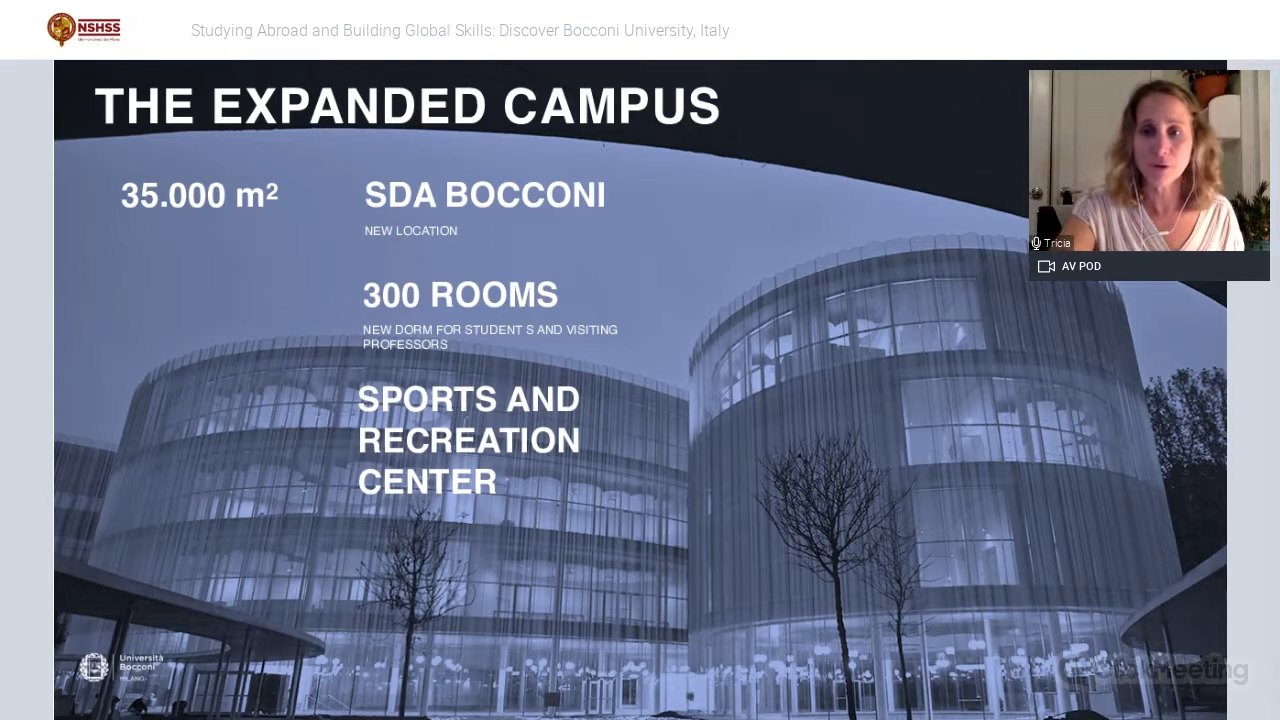 NSHSS
Studying Abroad and Building Global Skills: Discover Bocconi University, Italy
THE EXPANDED CAMPUS
35.000 m²
SDA BOCCONI
NEW LOCATION
300 ROOMS
NEW DORM FOR STUDENT S AND VISITING
PROFESSORS
SPORTS AND
RECREATION
CENTER
Tricia
AV POD
Università
Bocconi
MILANO